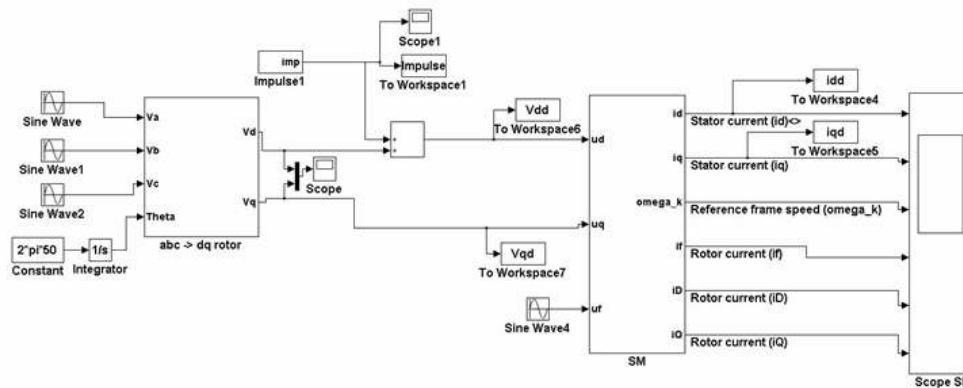 Scope1
imp
Impulse1
Impulse
To Workspace1
Sine Wave
Va
Sine Wave1
Vb
Sine Wave2
Vc
2*pi*50
Constant
1/s
Integrator
Theta
Vd
Vq
abc -> dq rotor
Scope
+
+
Vdd
To Workspace6
Vqd
To Workspace7
Sine Wave4
ud
uq
uf
id
iq
omega_k
if
iD
iQ
SM
idd
To Workspace4
Stator current (id)<>
iqd
To Workspace5
Stator current (iq)
Reference frame speed (omega_k)
Rotor current (if)
Rotor current (iD)
Rotor current (iQ)